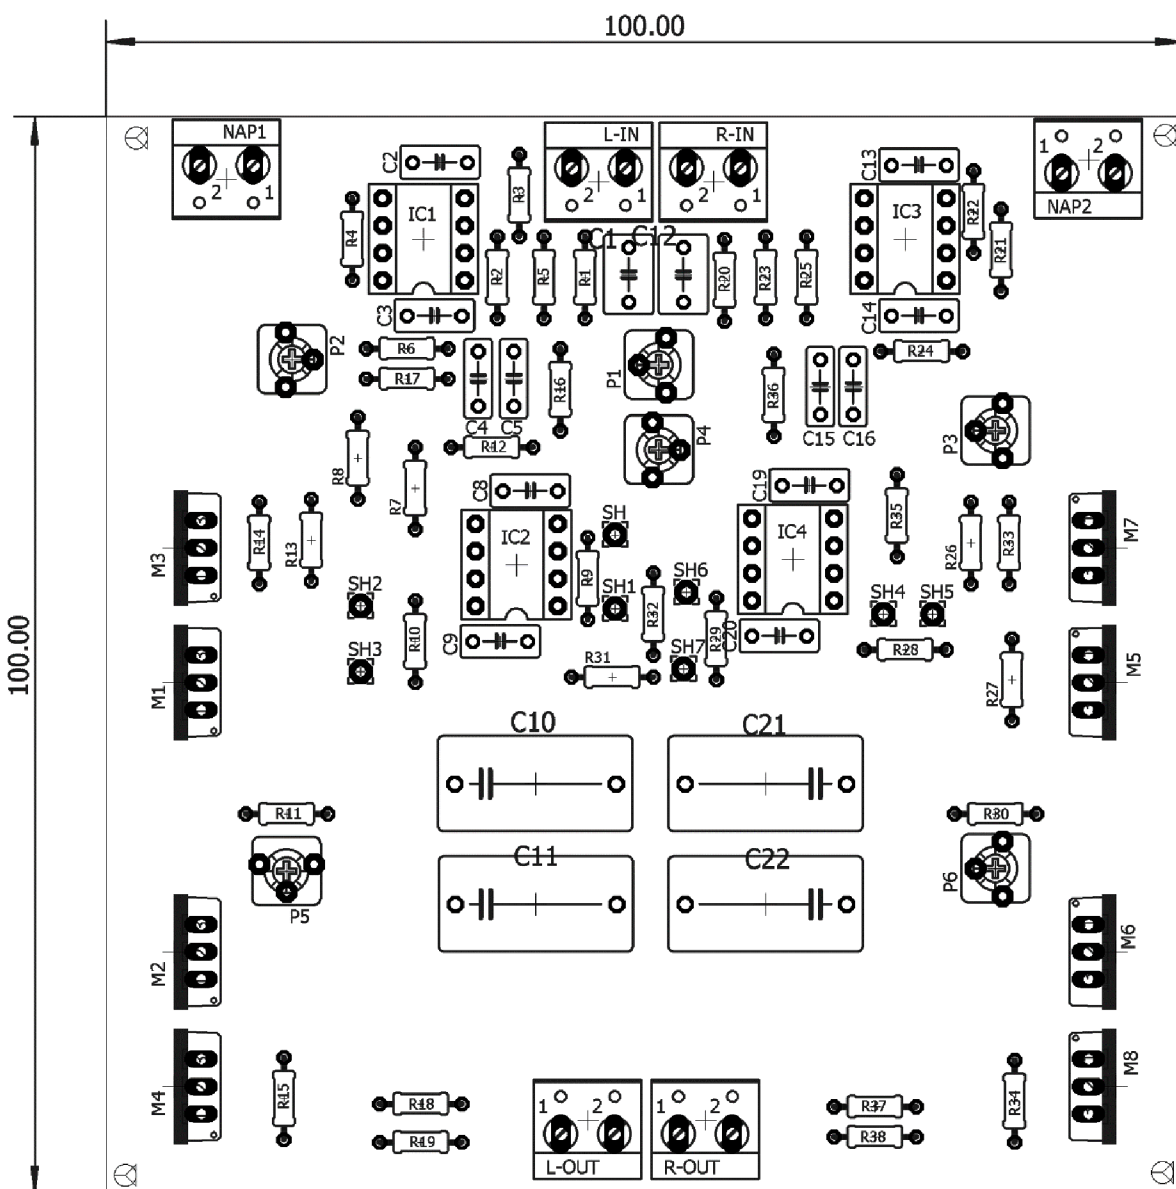 100.00
NAP1
2 1
L-IN
2 1
R-IN
2 1
1 2
NAP2
C2
C13
R3
R4
IC1
IC3
R22
R21
C1
C12
R2
R5
R1
R20
R23
R25
C3
C14
P2
R6
R17
R16
P1
R36
R24
C4
C5
C15
C16
P4
P3
R12
R8
R7
C8
C19
R35
M3
R14
R13
IC2
SH
IC4
R26
R33
M7
R9
SH2
SH1
SH6
R32
R29
SH4
SH5
R10
C9
C20
R28
100.00
M1
SH3
R31
SH7
R27
M5
C10
C21
R11
R30
C11
C22
P5
P6
M2
M6
M4
R15
R18
R19
1 2
L-OUT
1 2
R-OUT
R37
R38
R34
M8